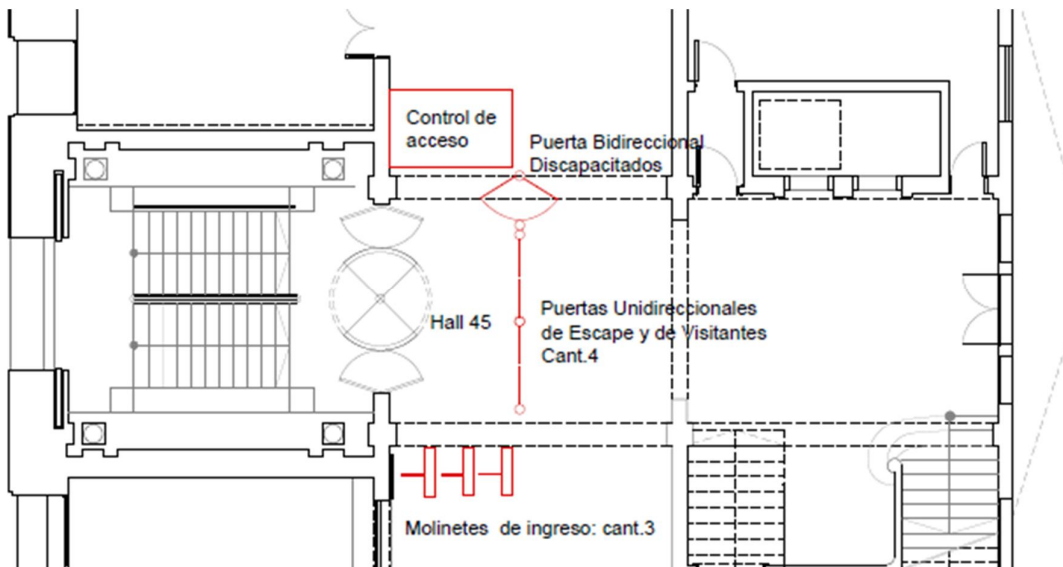 Control de
acceso
Puerta Bidireccional
Discapacitados
Hall 45
Puertas Unidireccionales
de Escape y de Visitantes
Cant.4
Molinetes de ingreso: cant.3